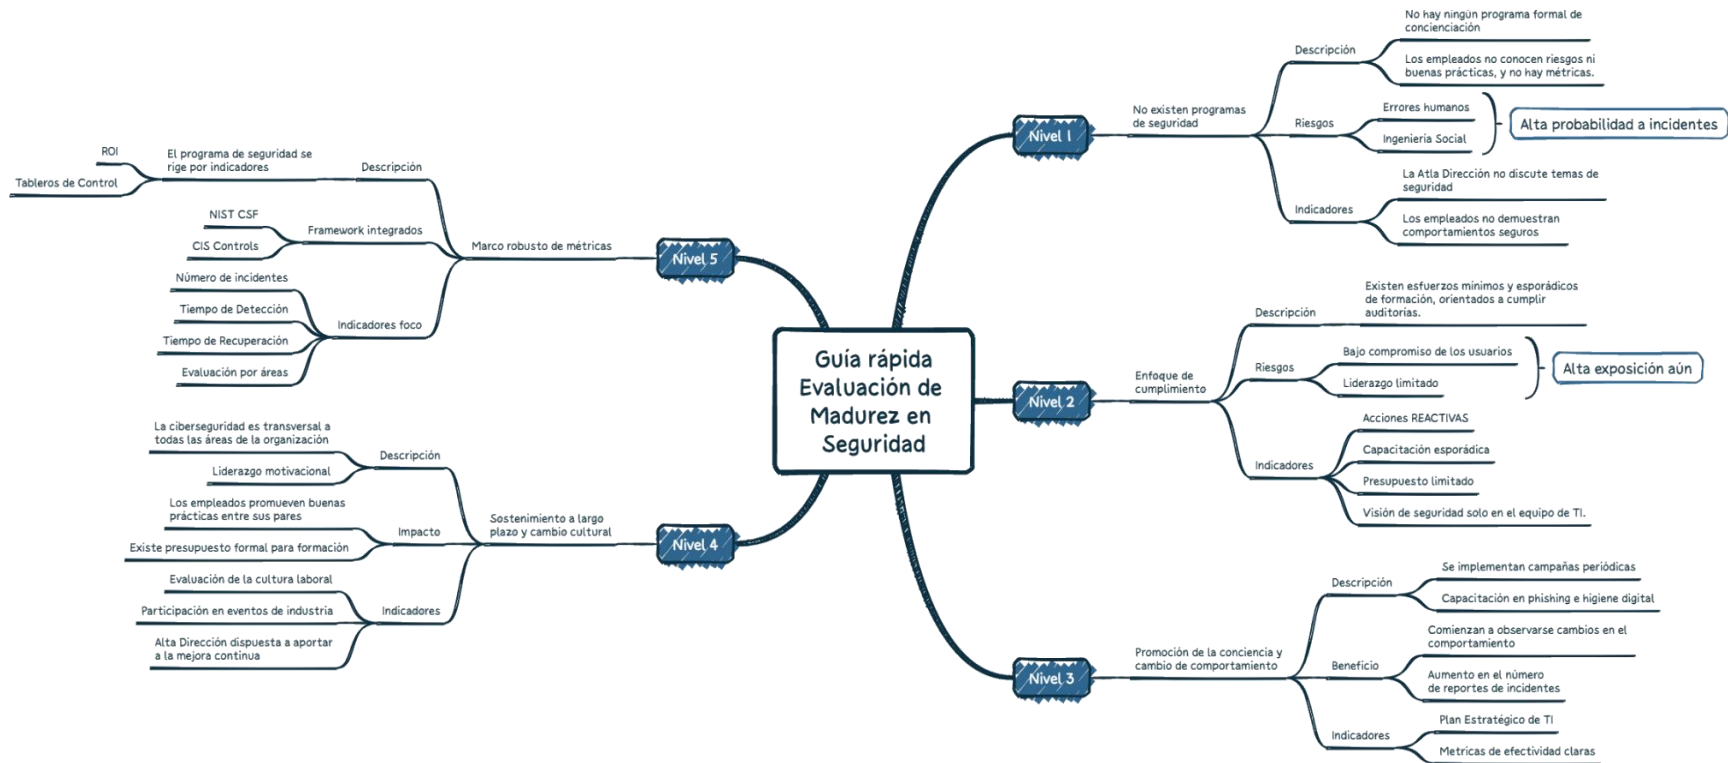 Guía rápida
Evaluación de
Madurez en
Seguridad
Nivel 1
No existen programas
de seguridad
Descripción
No hay ningún programa formal de
concienciación
Los empleados no conocen riesgos ni
buenas prácticas, y no hay métricas.
Riesgos
Errores humanos
Ingeniería Social
Alta probabilidad a incidentes
Indicadores
La Atla Dirección no discute temas de
seguridad
Los empleados no demuestran
comportamientos seguros
Nivel 2
Enfoque de
cumplimiento
Descripción
Existen esfuerzos mínimos y esporádicos
de formación, orientados a cumplir
auditorías.
Riesgos
Bajo compromiso de los usuarios
Liderazgo limitado
Alta exposición aún
Indicadores
Acciones REACTIVAS
Capacitación esporádica
Presupuesto limitado
Visión de seguridad solo en el equipo de TI.
Nivel 3
Promoción de la conciencia y
cambio de comportamiento
Descripción
Se implementan campañas periódicas
Capacitación en phishing e higiene digital
Beneficio
Comienzan a observarse cambios en el
comportamiento
Aumento en el número
de reportes de incidentes
Indicadores
Plan Estratégico de TI
Metricas de efectividad claras
Nivel 4
Sostenimiento a largo
plazo y cambio cultural
Descripción
La ciberseguridad es transversal a
todas las áreas de la organización
Liderazgo motivacional
Impacto
Los empleados promueven buenas
prácticas entre sus pares
Existe presupuesto formal para formación
Indicadores
Evaluación de la cultura laboral
Participación en eventos de industria
Alta Dirección dispuesta a aportar
a la mejora continua
Nivel 5
Marco robusto de métricas
Descripción
El programa de seguridad se
rige por indicadores
ROI
Tableros de Control
Framework integrados
NIST CSF
CIS Controls
Indicadores foco
Número de incidentes
Tiempo de Detección
Tiempo de Recuperación
Evaluación por áreas